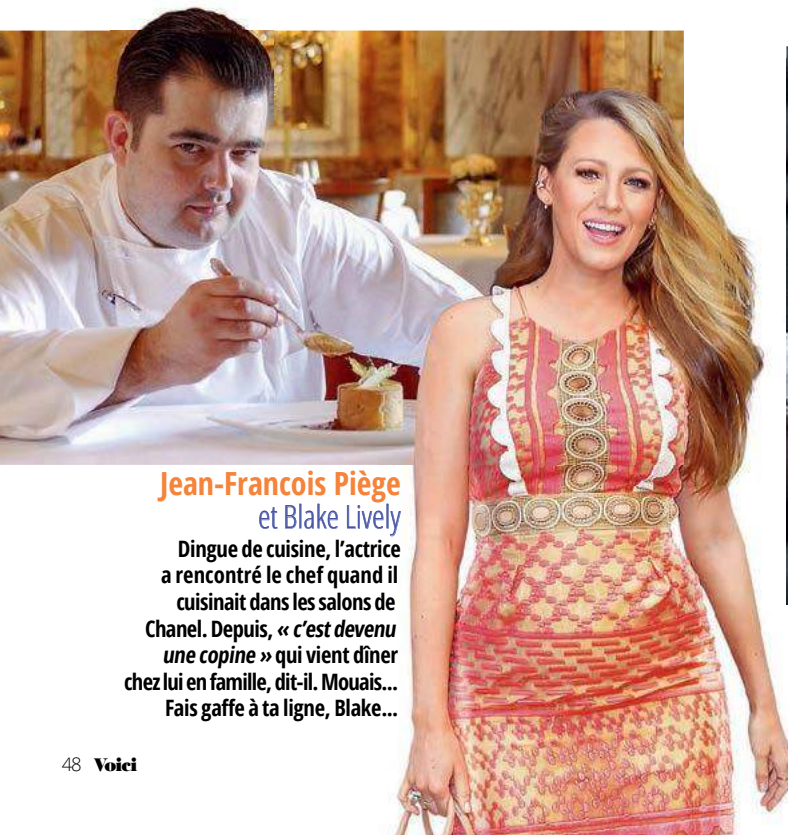 Jean-Francois Piège
et Blake Lively
Dingue de cuisine, l’actrice
a rencontré le chef quand il
cuisinait dans les salons de
Chanel. Depuis, « c’est devenu
une copine » qui vient dîner
chez lui en famille, dit-il. Mouais...
Fais gaffe à ta ligne, Blake...
48 Voici